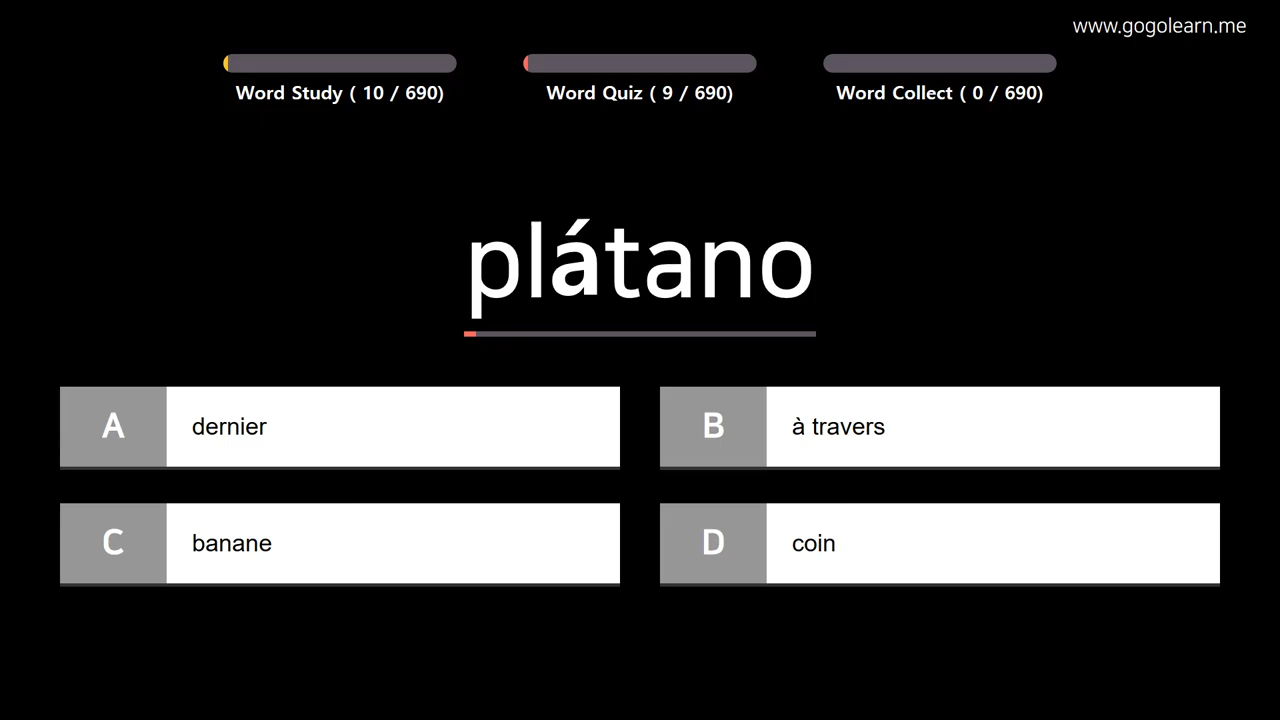 www.gogolearn.me
Word Study ( 10 / 690)
Word Quiz ( 9 / 690)
Word Collect ( 0 / 690)
plátano
A dernier
B à travers
C banane
D coin